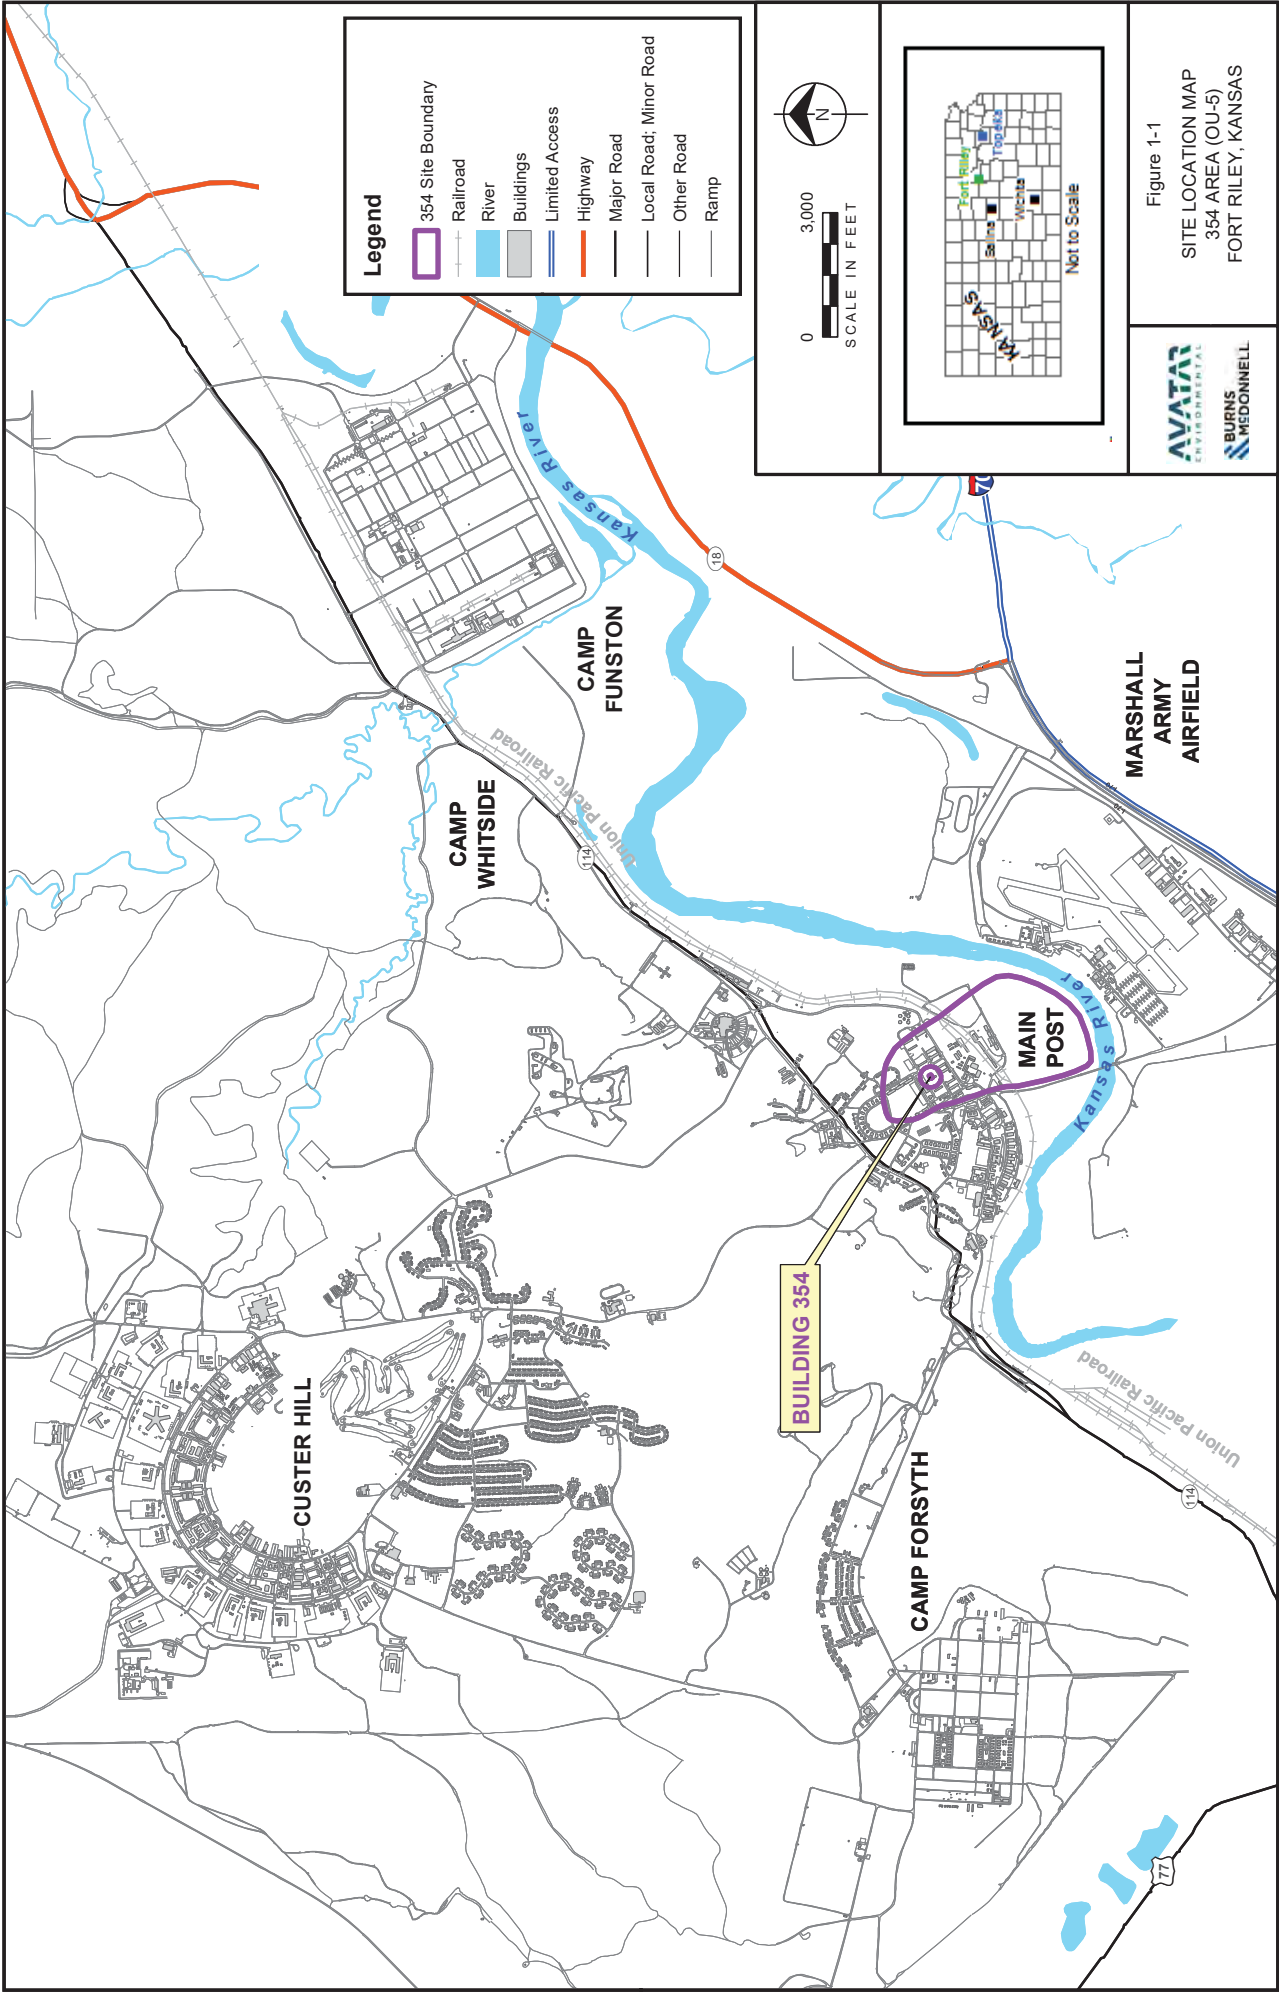 CUSTER HILL
CAMP
WHITSIDE
CAMP
FUNSTON
CAMP FORSYTH
MAIN
POST
MARSHALL
ARMY
AIRFIELD
BUILDING 354
Union Pacific Railroad
Union Pacific Railroad
Kansas River
Kansas River
Kansas River
Kansas River
114
114
18
77
70
Legend
354 Site Boundary
Railroad
River
Buildings
Limited Access
Highway
Major Road
Local Road; Minor Road
Other Road
Ramp
N
0
3,000
SCALE IN FEET
KANSAS
Fort Riley
Topeka
Salina
Wichita
Not to Scale
AVATAR
ENVIRONMENTAL
BURNS
MCDONNELL
Figure 1-1
SITE LOCATION MAP
354 AREA (OU-5)
FORT RILEY, KANSAS